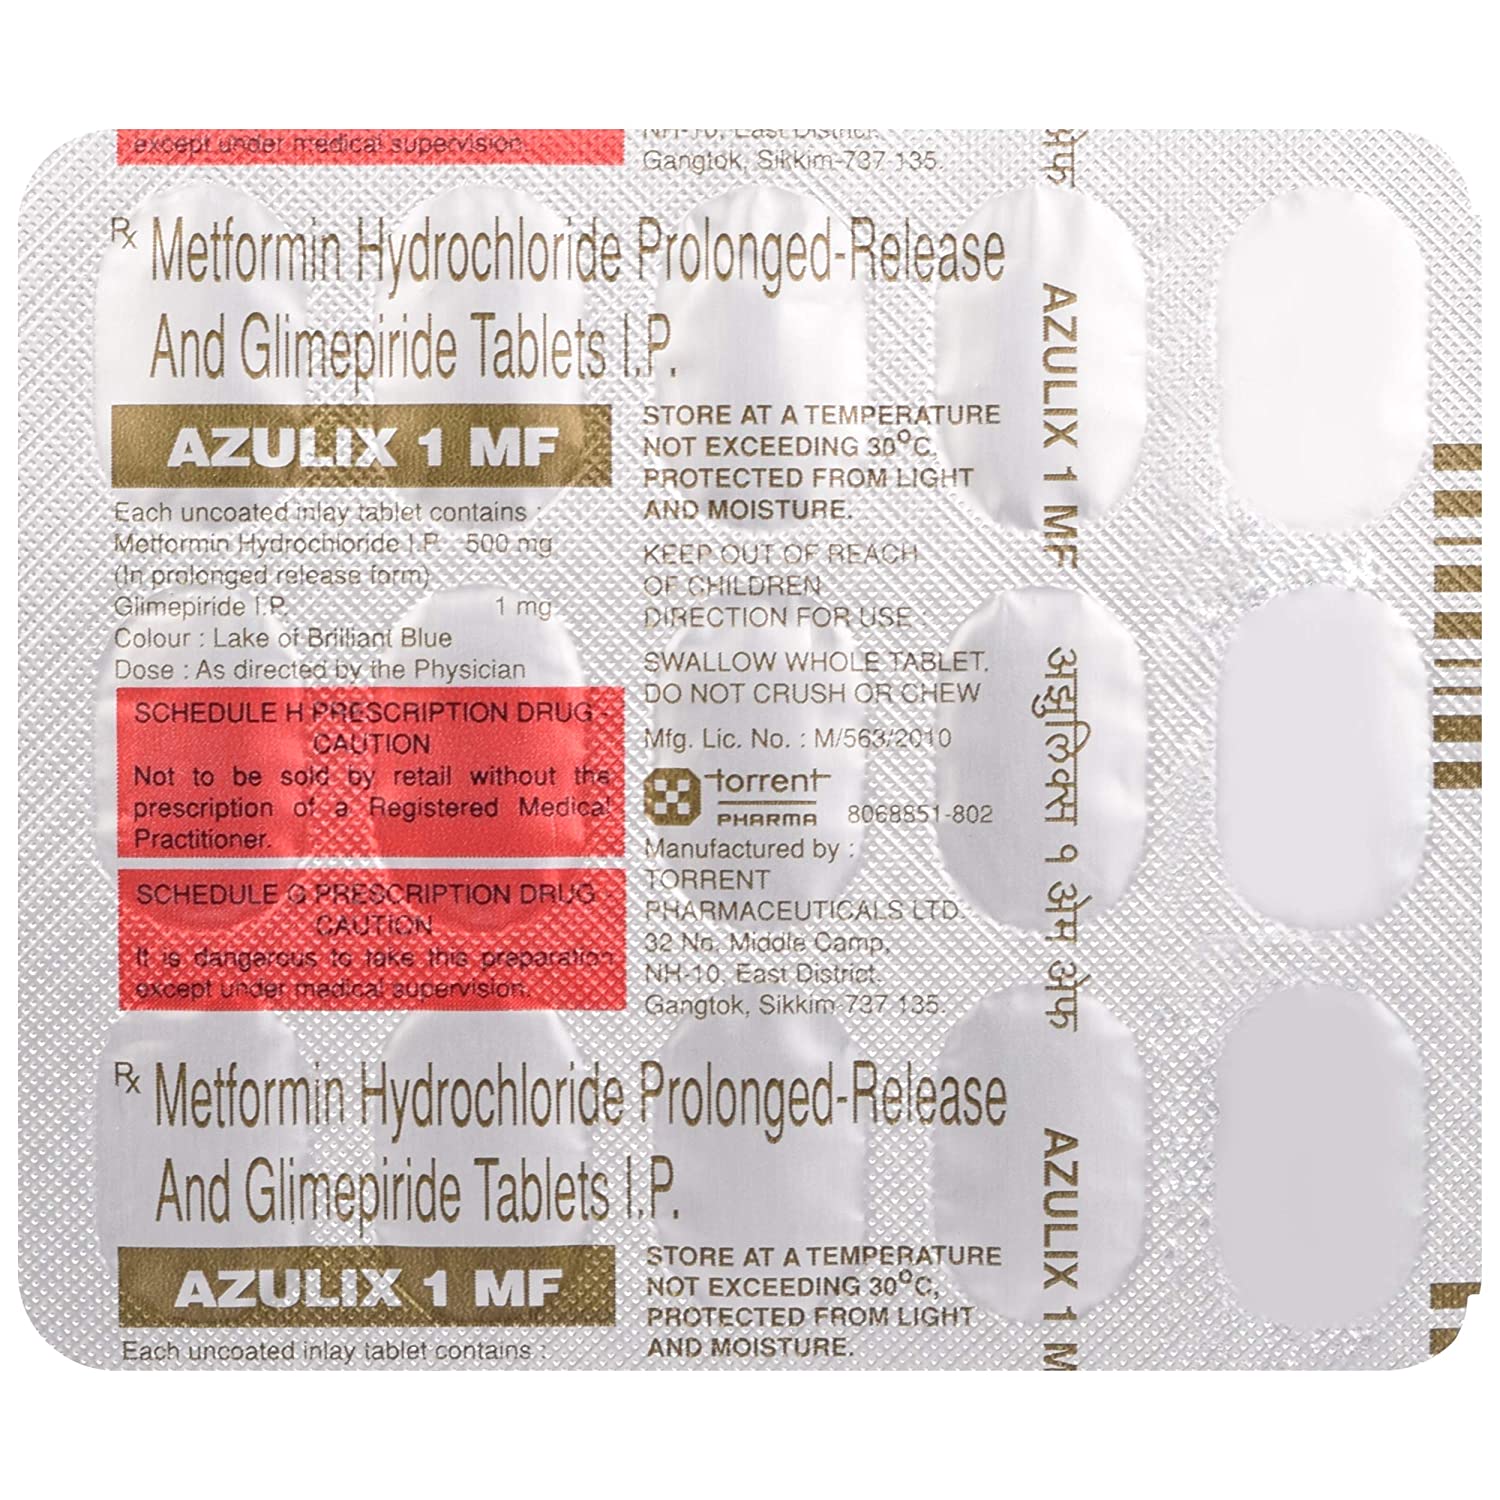 except under medical supervision.
NH-10, East District.
Gangtok, Sikkim-737 135.
Rx Metformin Hydrochloride Prolonged-Release
And Glimepiride Tablets I.P.
AZULIX 1 MF
Each uncoated inlay tablet contains :
Metformin Hydrochloride I.P. 500 mg
(In prolonged release form)
Glimepiride I.P. 1 mg
Colour : Lake of Brilliant Blue
Dose : As directed by the Physician
SCHEDULE H PRESCRIPTION DRUG -
CAUTION
Not to be sold by retail without the
prescription of a Registered Medical
Practitioner.
SCHEDULE G PRESCRIPTION DRUG -
CAUTION
It is dangerous to take this preparation
except under medical supervision.
STORE AT A TEMPERATURE
NOT EXCEEDING 30°C,
PROTECTED FROM LIGHT
AND MOISTURE.
KEEP OUT OF REACH
OF CHILDREN
DIRECTION FOR USE :
SWALLOW WHOLE TABLET.
DO NOT CRUSH OR CHEW
Mfg. Lic. No. : M/563/2010
torrent
PHARMA 8068851-802
Manufactured by :
TORRENT
PHARMACEUTICALS LTD.
32 No. Middle Camp,
NH-10, East District.
Gangtok, Sikkim-737 135.
एफ
AZULIX 1 MF
अझुलिक्स १ एम एफ
AZULIX 1 M
Rx Metformin Hydrochloride Prolonged-Release
And Glimepiride Tablets I.P.
AZULIX 1 MF
Each uncoated inlay tablet contains :
STORE AT A TEMPERATURE
NOT EXCEEDING 30°C,
PROTECTED FROM LIGHT
AND MOISTURE.